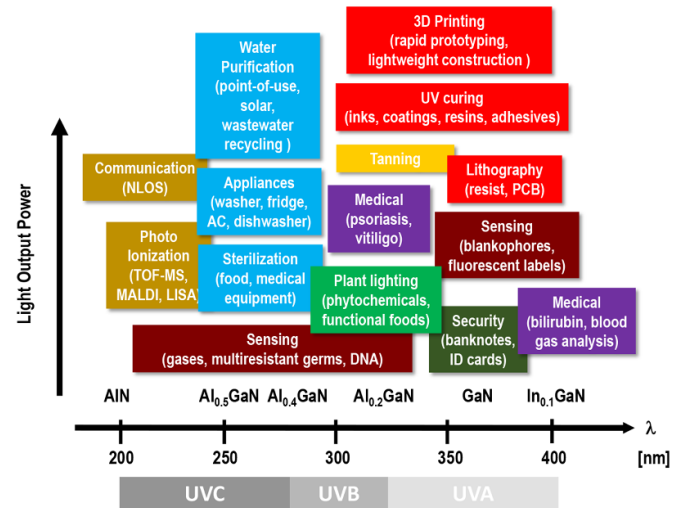 3D Printing
(rapid prototyping,
lightweight construction )
Water
Purification
(point-of-use,
solar,
wastewater
recycling )
UV curing
(inks, coatings, resins, adhesives)
Tanning
Communication
(NLOS)
Appliances
(washer, fridge,
AC, dishwasher)
Lithography
(resist, PCB)
Medical
(psoriasis,
vitiligo)
Sensing
(blankophores,
fluorescent labels)
Photo
Ionization
(TOF-MS,
MALDI, LISA)
Sterilization
(food, medical
equipment)
Plant lighting
(phytochemicals,
functional foods)
Medical
(bilirubin, blood
gas analysis)
Security
(banknotes,
ID cards)
Sensing
(gases, multiresistant germs, DNA)
Light Output Power
AlN Al0.5GaN Al0.4GaN Al0.2GaN GaN In0.1GaN
λ
200 250 300 350 400 [nm]
UVC UVB UVA